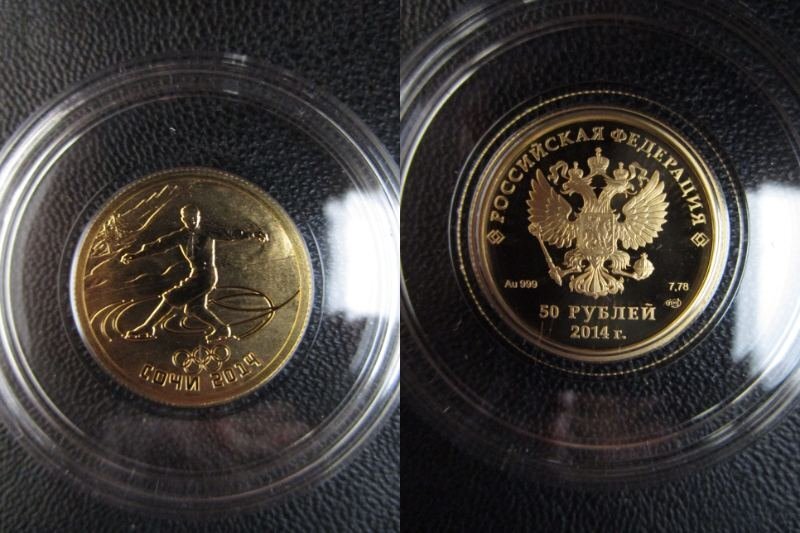 СОЧИ 2014
РОССИЙСКАЯ ФЕДЕРАЦИЯ
Au 999
7,78
50 РУБЛЕЙ
2014 г.